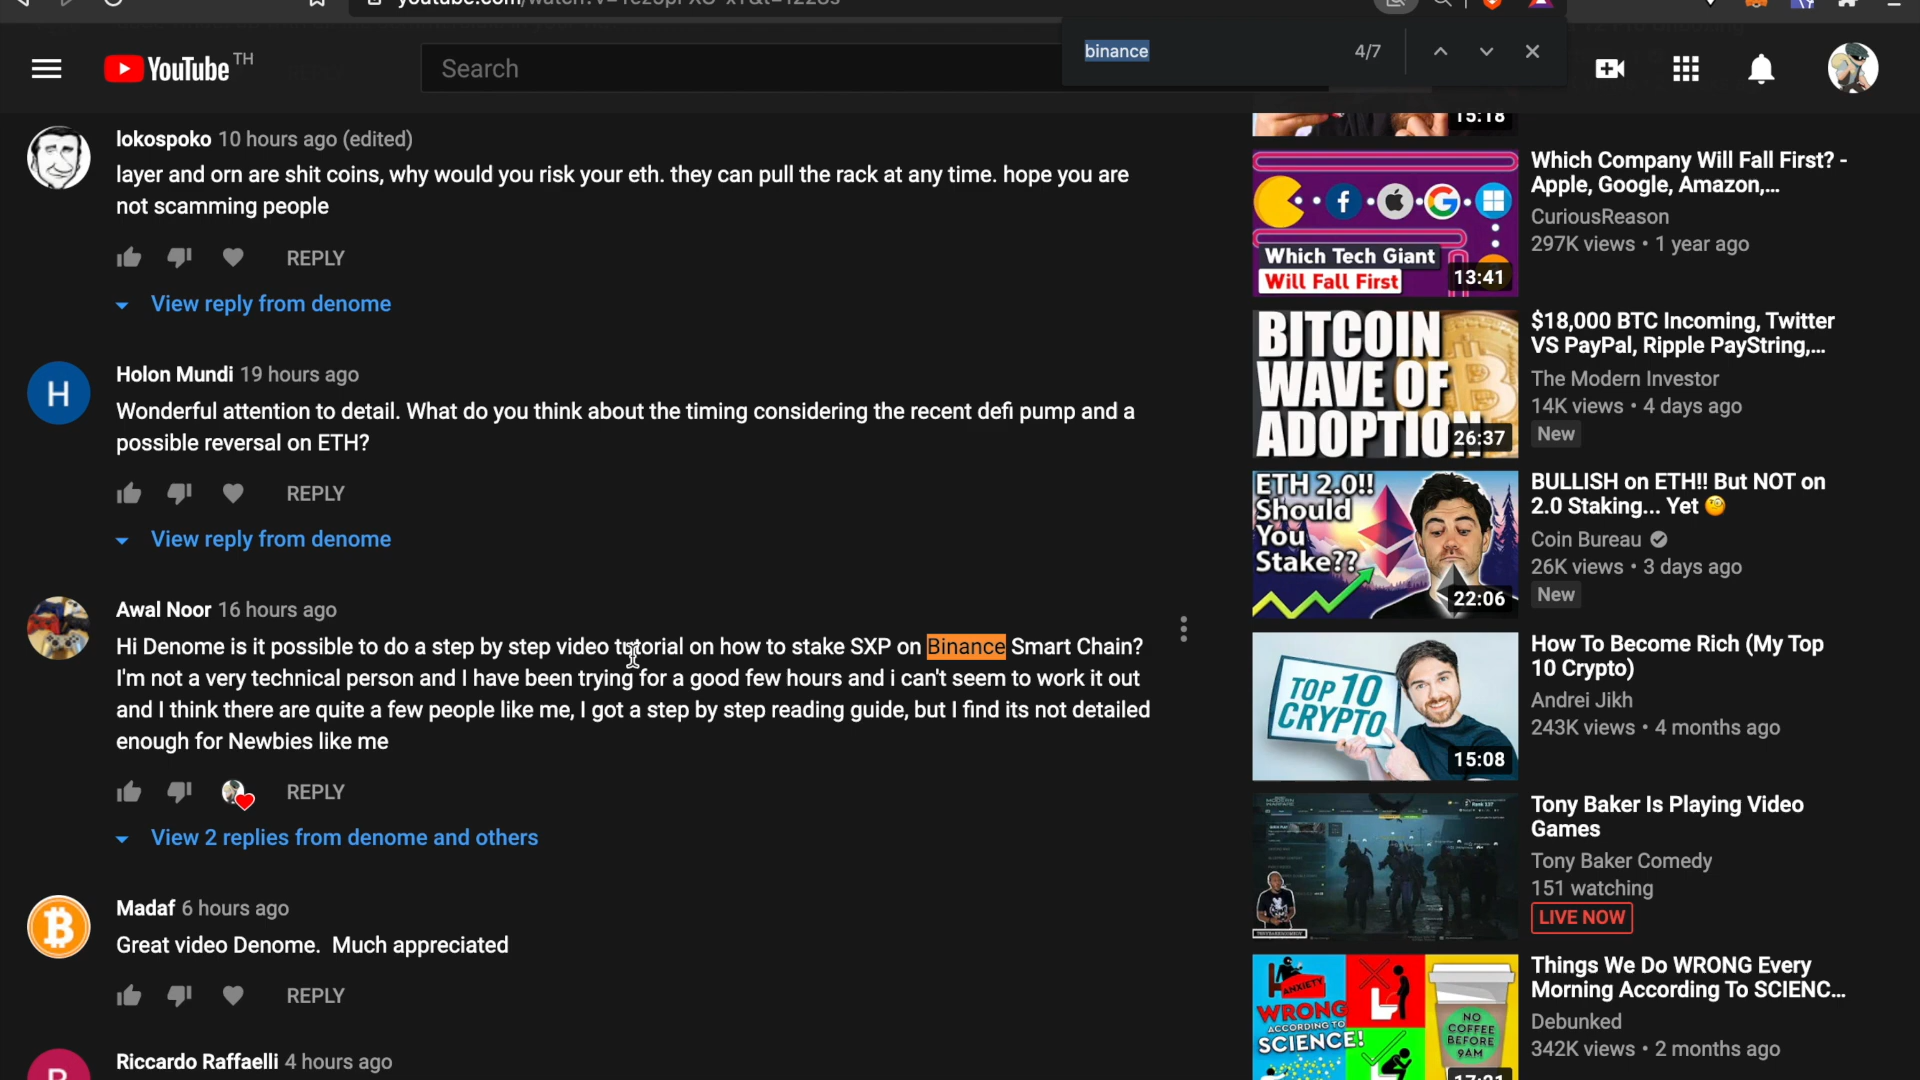 binance
4/7
YouTube TH
Search
lokospoko 10 hours ago (edited)
layer and orn are shit coins, why would you risk your eth. they can pull the rack at any time. hope you are
not scamming people
REPLY
View reply from denome
H
Holon Mundi 19 hours ago
Wonderful attention to detail. What do you think about the timing considering the recent defi pump and a
possible reversal on ETH?
REPLY
View reply from denome
Awal Noor 16 hours ago
Hi Denome is it possible to do a step by step video tutorial on how to stake SXP on Binance Smart Chain?
I'm not a very technical person and I have been trying for a good few hours and i can't seem to work it out
and I think there are quite a few people like me, I got a step by step reading guide, but I find its not detailed
enough for Newbies like me
REPLY
View 2 replies from denome and others
Madaf 6 hours ago
Great video Denome.  Much appreciated
REPLY
Riccardo Raffaelli 4 hours ago
15:18
Which Tech Giant
Will Fall First
13:41
Which Company Will Fall First? -
Apple, Google, Amazon,...
CuriousReason
297K views • 1 year ago
BITCOIN
WAVE OF
ADOPTION
26:37
$18,000 BTC Incoming, Twitter
VS PayPal, Ripple PayString,...
The Modern Investor
14K views • 4 days ago
New
ETH 2.0!!
Should
You
Stake??
22:06
BULLISH on ETH!! But NOT on
2.0 Staking... Yet 🤨
Coin Bureau
26K views • 3 days ago
New
TOP 10
CRYPTO
15:08
How To Become Rich (My Top
10 Crypto)
Andrei Jikh
243K views • 4 months ago
Tony Baker Is Playing Video
Games
Tony Baker Comedy
151 watching
LIVE NOW
ANXIETY
WRONG
ACCORDING TO
SCIENCE!
NO
COFFEE
BEFORE
9AM
17:21
Things We Do WRONG Every
Morning According To SCIENC...
Debunked
342K views • 2 months ago